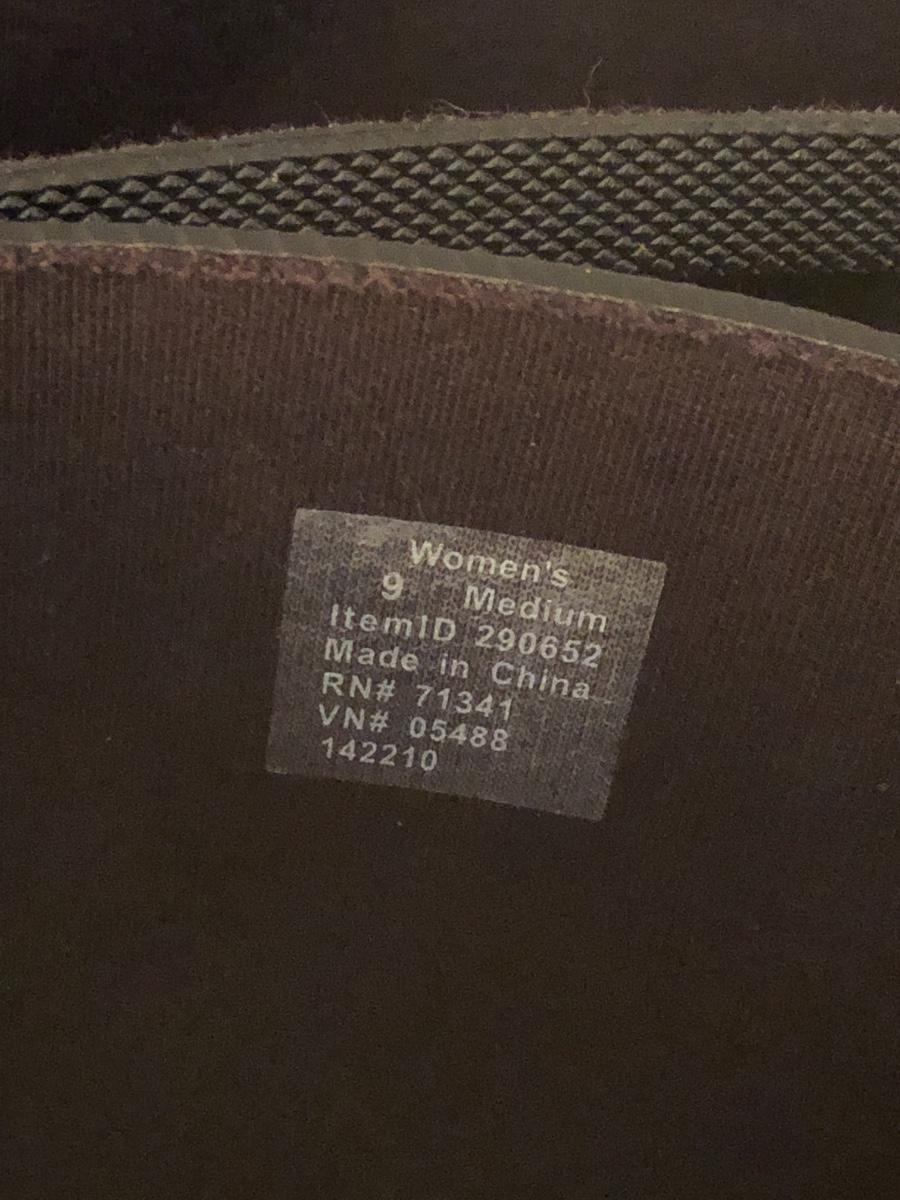 Women's
9 Medium
ItemID 290652
Made in China
RN# 71341
VN# 05488
142210